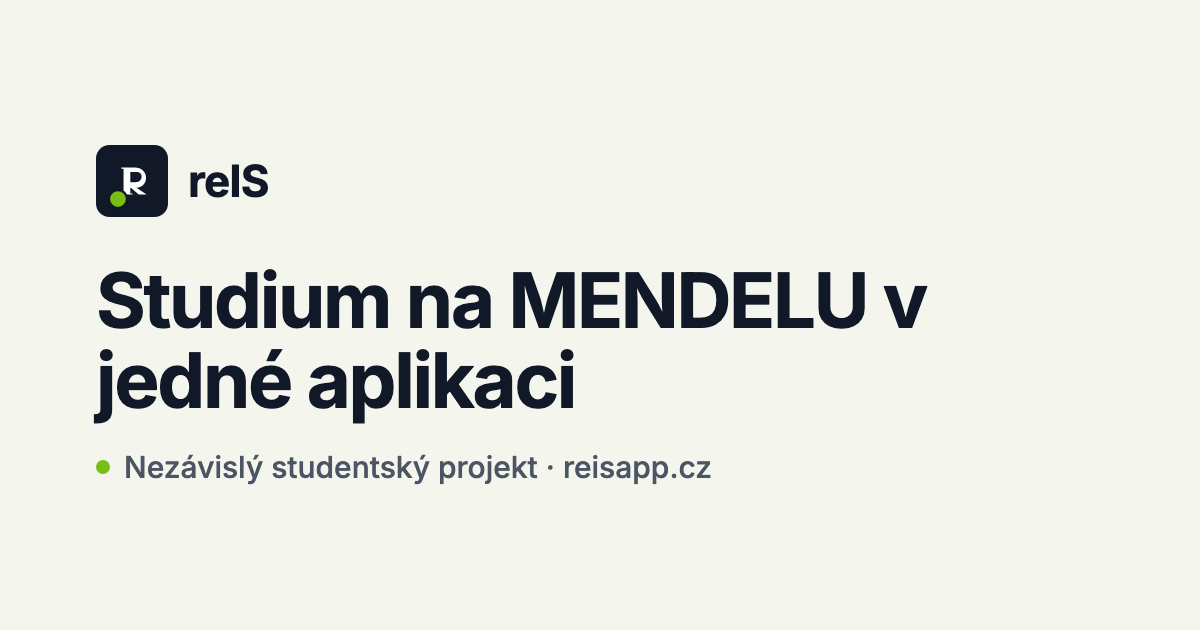 R
reIS
Studium na MENDELU v
jedné aplikaci
Nezávislý studentský projekt · reisapp.cz